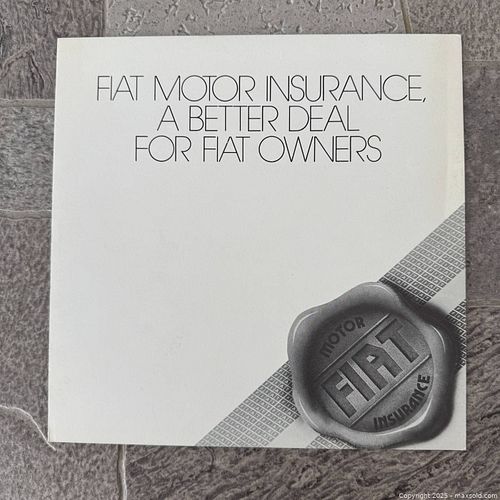 FIAT MOTOR INSURANCE,
A BETTER DEAL
FOR FIAT OWNERS
MOTOR
FIAT
INSURANCE
Copyright 2025 - maxsold.com